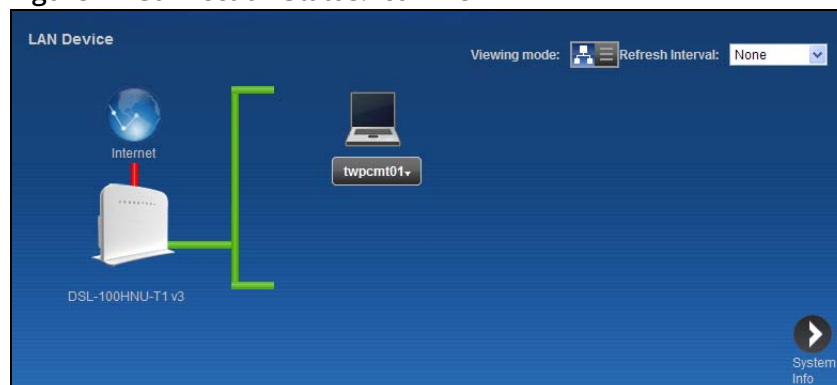 LAN Device
Viewing mode:
Refresh Interval:
None
Internet
twpcmt01
DSL-100HNU-T1 v3
System
Info